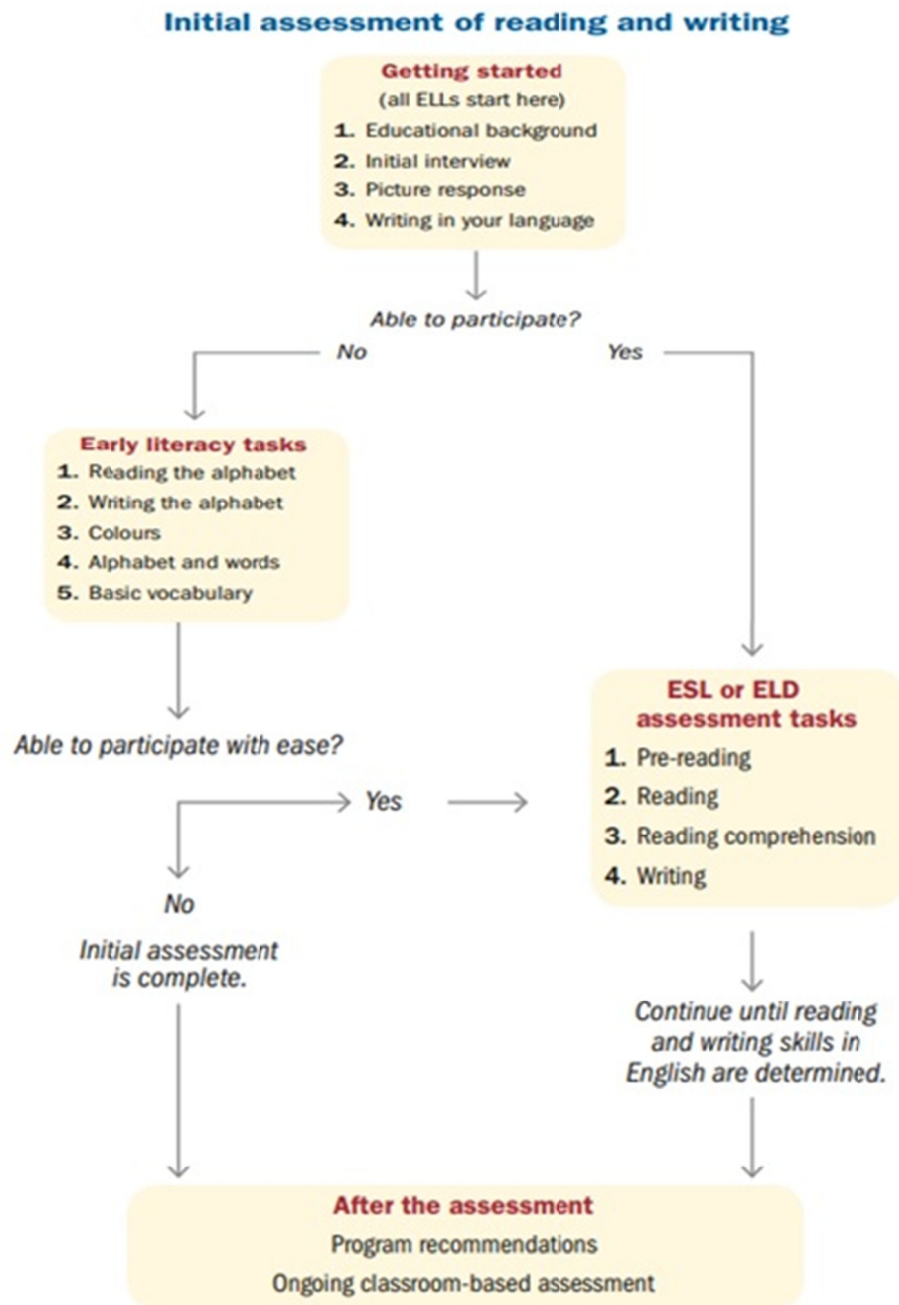 Initial assessment of reading and writing
Getting started
(all ELLs start here)
1. Educational background
2. Initial interview
3. Picture response
4. Writing in your language
Able to participate?
No
Yes
Early literacy tasks
1. Reading the alphabet
2. Writing the alphabet
3. Colours
4. Alphabet and words
5. Basic vocabulary
Able to participate with ease?
Yes
No
Initial assessment
is complete.
ESL or ELD
assessment tasks
1. Pre-reading
2. Reading
3. Reading comprehension
4. Writing
Continue until reading
and writing skills in
English are determined.
After the assessment
Program recommendations
Ongoing classroom-based assessment